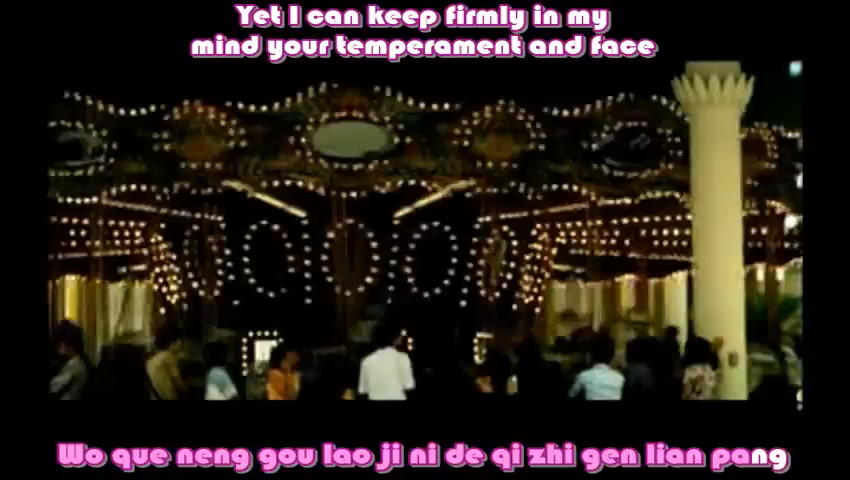 Yet I can keep firmly in my
mind your temperament and face
Wo que neng gou lao ji ni de qi zhi gen lian pang